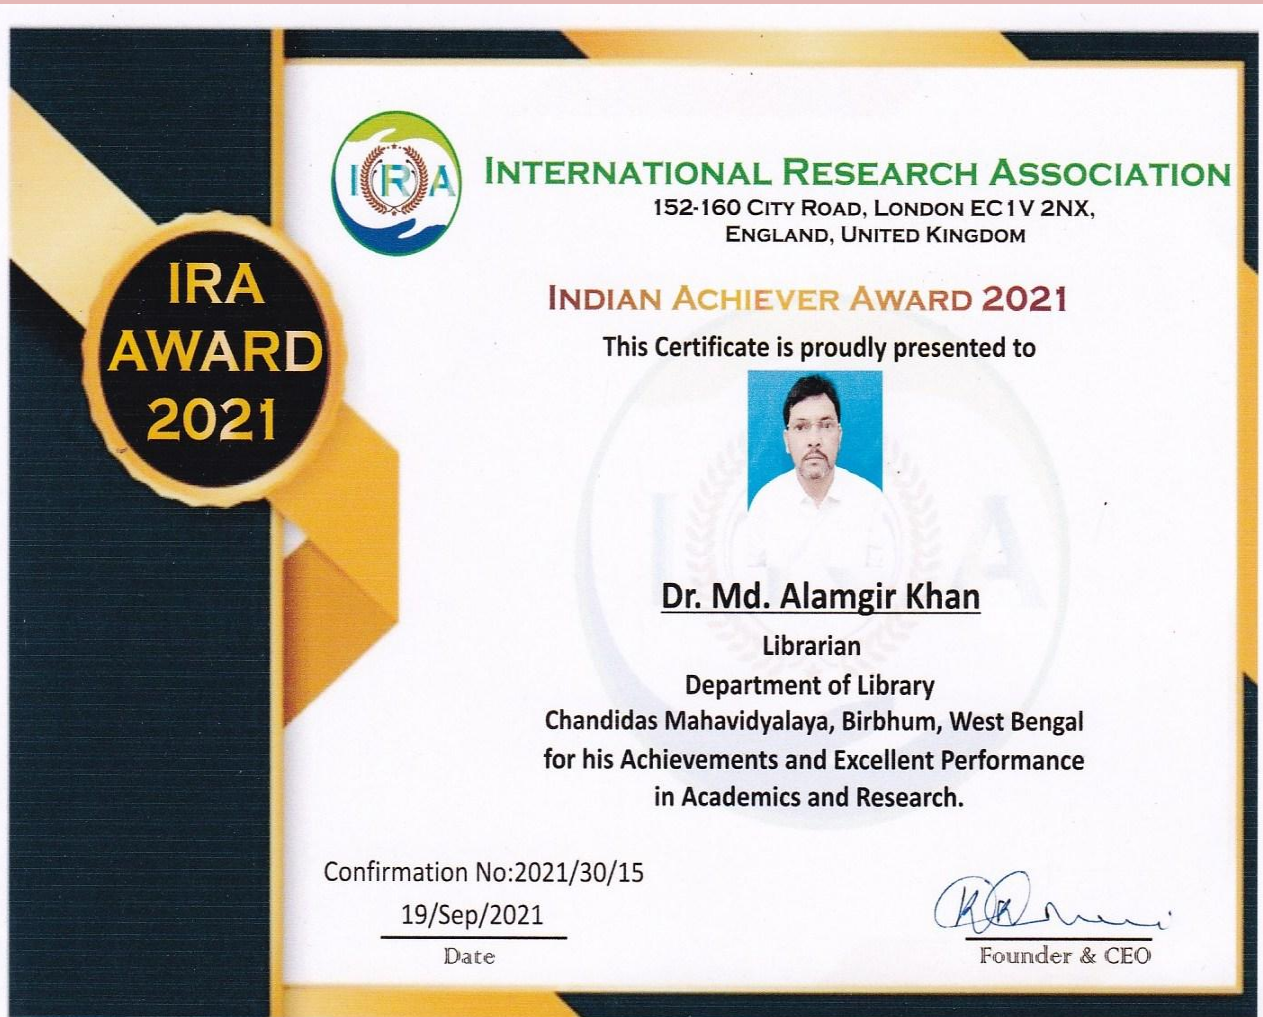 IRA
AWARD
2021
IRA
INTERNATIONAL RESEARCH ASSOCIATION
152-160 CITY ROAD, LONDON EC1V 2NX,
ENGLAND, UNITED KINGDOM
INDIAN ACHIEVER AWARD 2021
This Certificate is proudly presented to
Dr. Md. Alamgir Khan
Librarian
Department of Library
Chandidas Mahavidyalaya, Birbhum, West Bengal
for his Achievements and Excellent Performance
in Academics and Research.
Confirmation No:2021/30/15
19/Sep/2021
Date
Founder & CEO